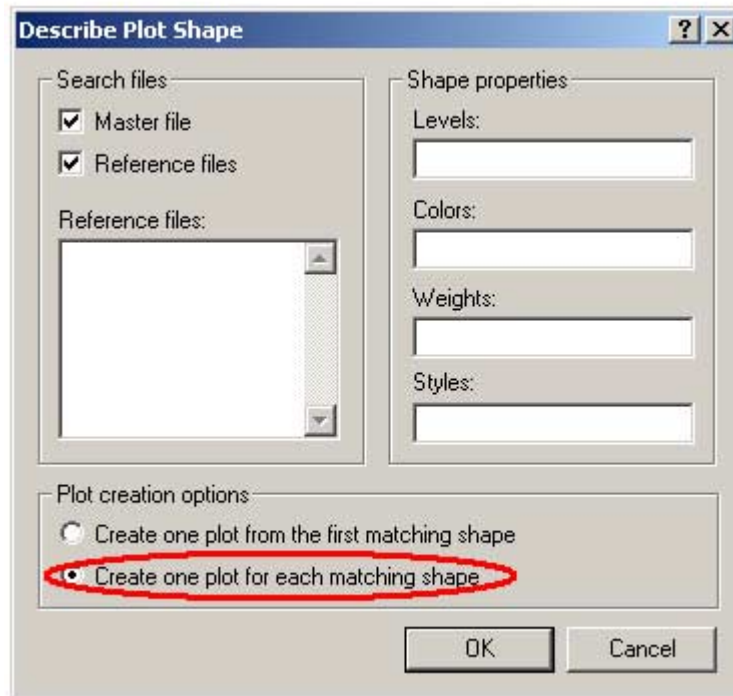 Describe Plot Shape
Search files
Master file
Reference files
Reference files:
Shape properties
Levels:
Colors:
Weights:
Styles:
Plot creation options
Create one plot from the first matching shape
Create one plot for each matching shape
OK
Cancel